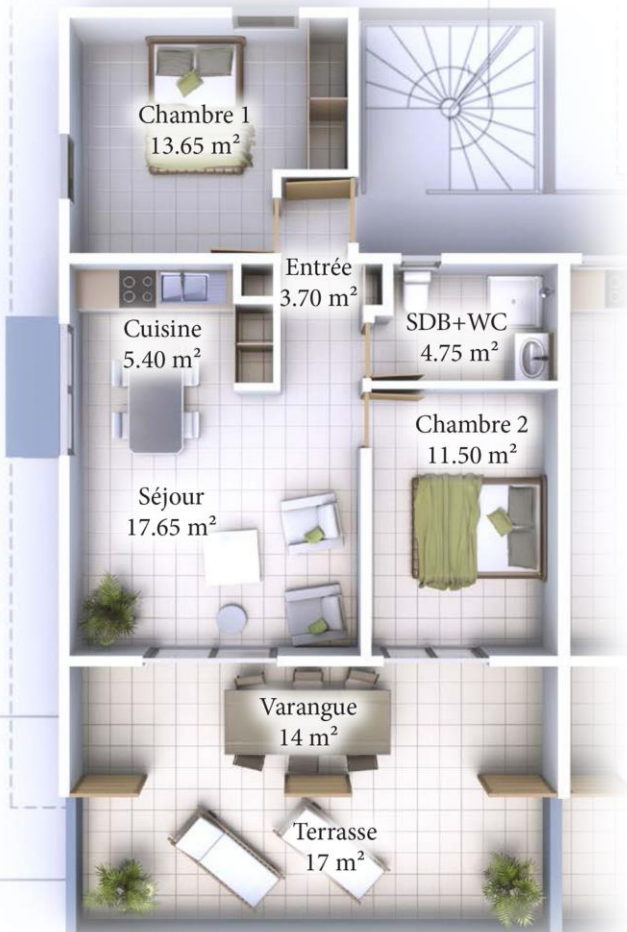 Chambre 1
13.65 m²
Entrée
3.70 m²
Cuisine
5.40 m²
SDB+WC
4.75 m²
Chambre 2
11.50 m²
Séjour
17.65 m²
Varangue
14 m²
Terrasse
17 m²